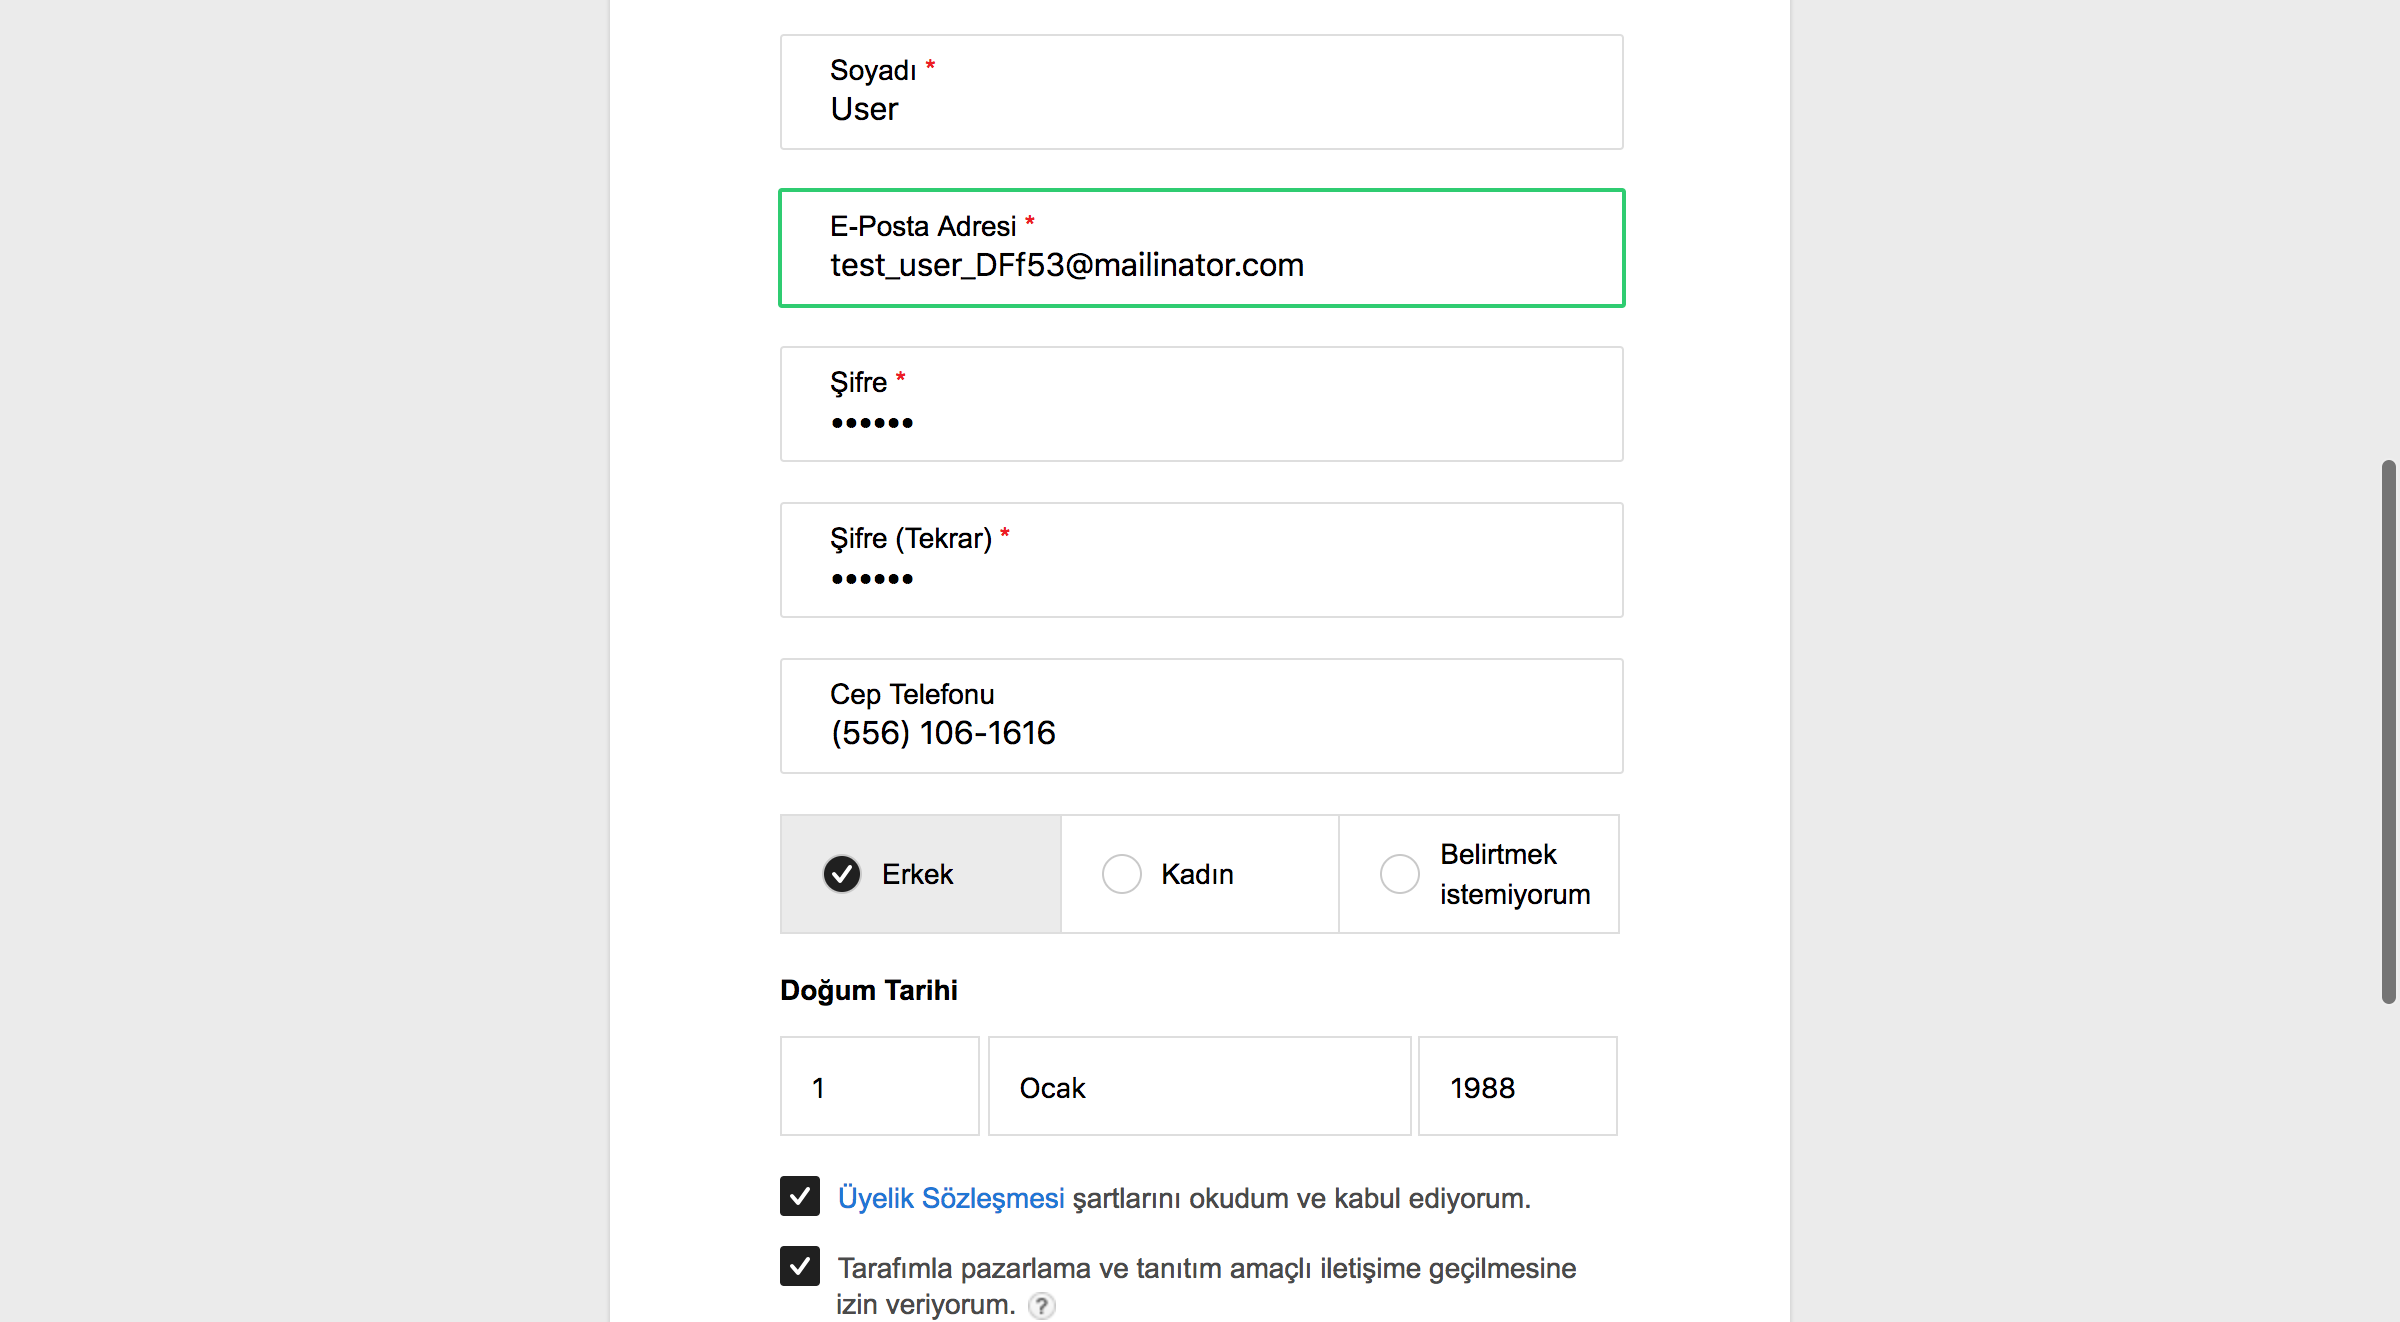 Soyadı *
User
E-Posta Adresi *
test_user_DFf53@mailinator.com
Şifre *
••••••
Şifre (Tekrar) *
••••••
Cep Telefonu
(556) 106-1616
Erkek
Kadın
Belirtmek
istemiyorum
Doğum Tarihi
1
Ocak
1988
Üyelik Sözleşmesi şartlarını okudum ve kabul ediyorum.
Tarafımla pazarlama ve tanıtım amaçlı iletişime geçilmesine
izin veriyorum. ?